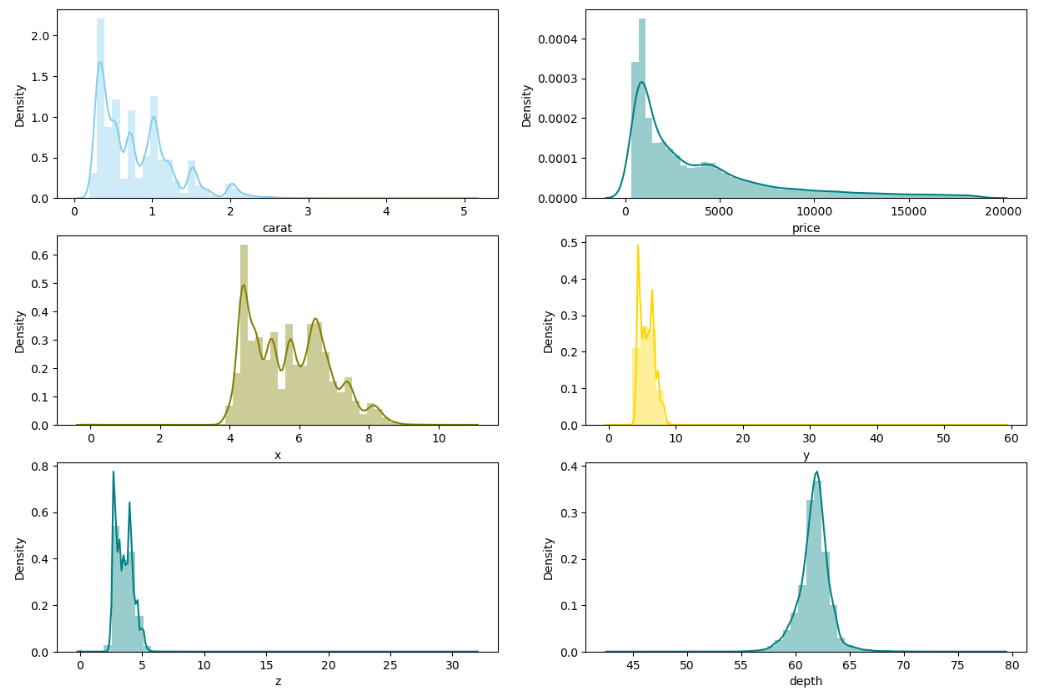 2.0
1.5
1.0
0.5
0.0
Density
0 1 2 3 4 5
carat
0.0004
0.0003
0.0002
0.0001
0.0000
Density
0 5000 10000 15000 20000
price
0.6
0.5
0.4
0.3
0.2
0.1
0.0
Density
0 2 4 6 8 10
x
0.5
0.4
0.3
0.2
0.1
0.0
Density
0 10 20 30 40 50 60
y
0.8
0.6
0.4
0.2
0.0
Density
0 5 10 15 20 25 30
z
0.4
0.3
0.2
0.1
0.0
Density
45 50 55 60 65 70 75 80
depth